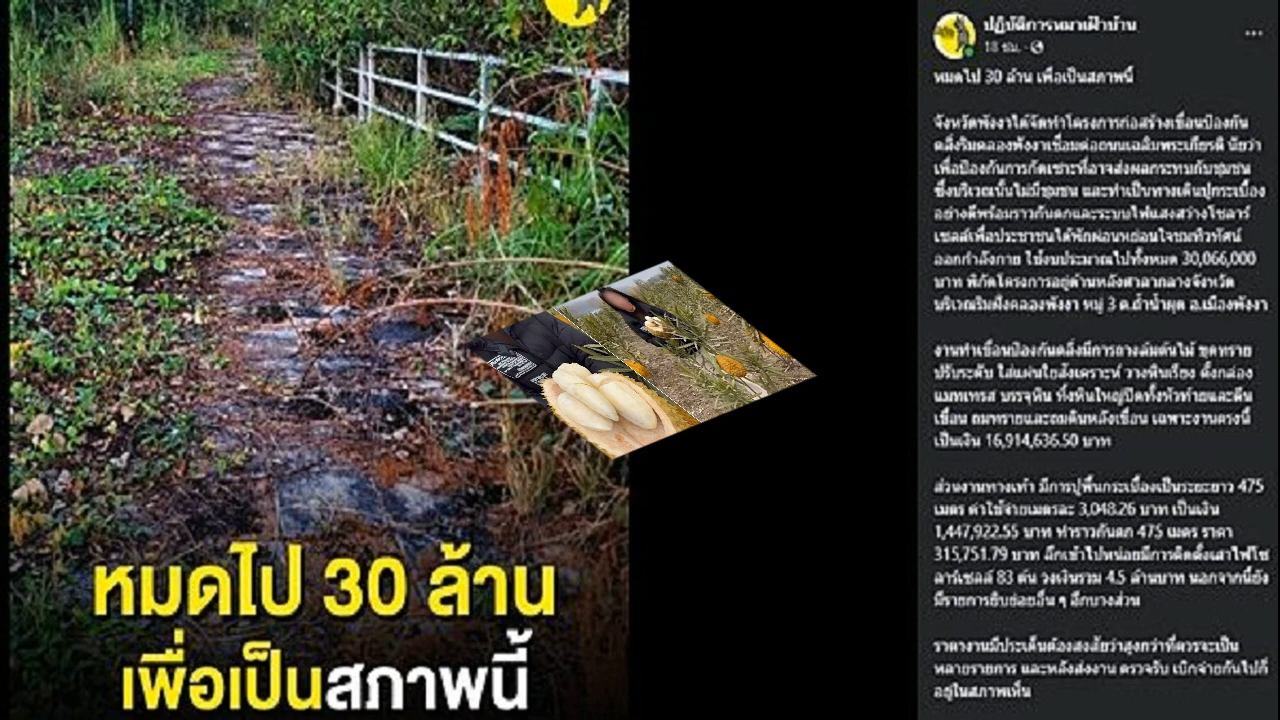 หมดไป 30 ล้าน
เพื่อเป็นสภาพนี้
ปฏิบัติการหมาเฝ้าบ้าน
18 ชม.
หมดไป 30 ล้าน เพื่อเป็นสภาพนี้
จังหวัดพังงาได้จัดทำโครงการก่อสร้างเขื่อนป้องกัน
ตลิ่งริมคลองพังงาเชื่อมต่อถนนเฉลิมพระเกียรติ นัยว่า
เพื่อป้องกันการกัดเซาะที่อาจส่งผลกระทบกับชุมชน
ซึ่งบริเวณนั้นไม่มีชุมชน และทำเป็นทางเดินปูกระเบื้อง
อย่างดีพร้อมราวกันตกและระบบไฟแสงสว่างโซลาร์
เซลล์เพื่อประชาชนได้พักผ่อนหย่อนใจชมทิวทัศน์
ออกกำลังกาย ใช้งบประมาณไปทั้งหมด 30,066,000
บาท พิกัดโครงการอยู่ด้านหลังศาลากลางจังหวัด
บริเวณริมฝั่งคลองพังงา หมู่ 3 ต.ถ้ำน้ำผุด อ.เมืองพังงา
งานทำเขื่อนป้องกันตลิ่งมีการถางล้มต้นไม้ ขุดทราย
ปรับระดับ ใส่แผ่นใยสังเคราะห์ วางหินเรียง ตั้งกล่อง
แมทเทรส บรรจุหิน ทิ้งหินใหญ่ปิดทั้งหัวท้ายและตีน
เขื่อน ถมทรายและถมดินหลังเขื่อน เฉพาะงานตรงนี้
เป็นเงิน 16,914,636.50 บาท
ส่วนงานทางเท้า มีการปูพื้นกระเบื้องเป็นระยะยาว 475
เมตร ค่าใช้จ่ายเมตรละ 3,048.26 บาท เป็นเงิน
1,447,922.55 บาท ทำราวกันตก 475 เมตร ราคา
315,751.79 บาท ลึกเข้าไปหน่อยมีการติดตั้งเสาไฟโซ
ลาร์เซลล์ 83 ต้น วงเงินรวม 4.5 ล้านบาท นอกจากนี้ยัง
มีรายการยิบย่อยอื่น ๆ อีกบางส่วน
ราคางานมีประเด็นต้องสงสัยว่าสูงกว่าที่ควรจะเป็น
หลายรายการ และหลังส่งงาน ตรวจรับ เบิกจ่ายกันไปก็
อยู่ในสภาพเห็น